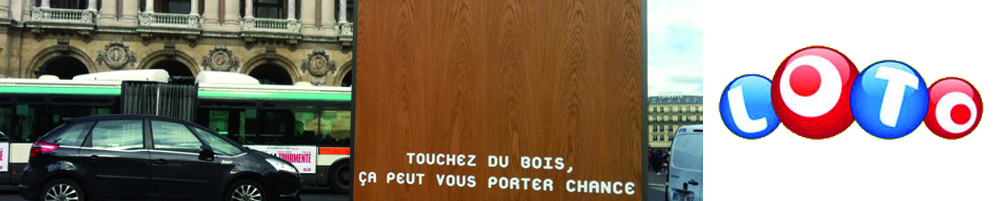 TOUCHEZ DU BOIS,
ÇA PEUT VOUS PORTER CHANCE
LOTO